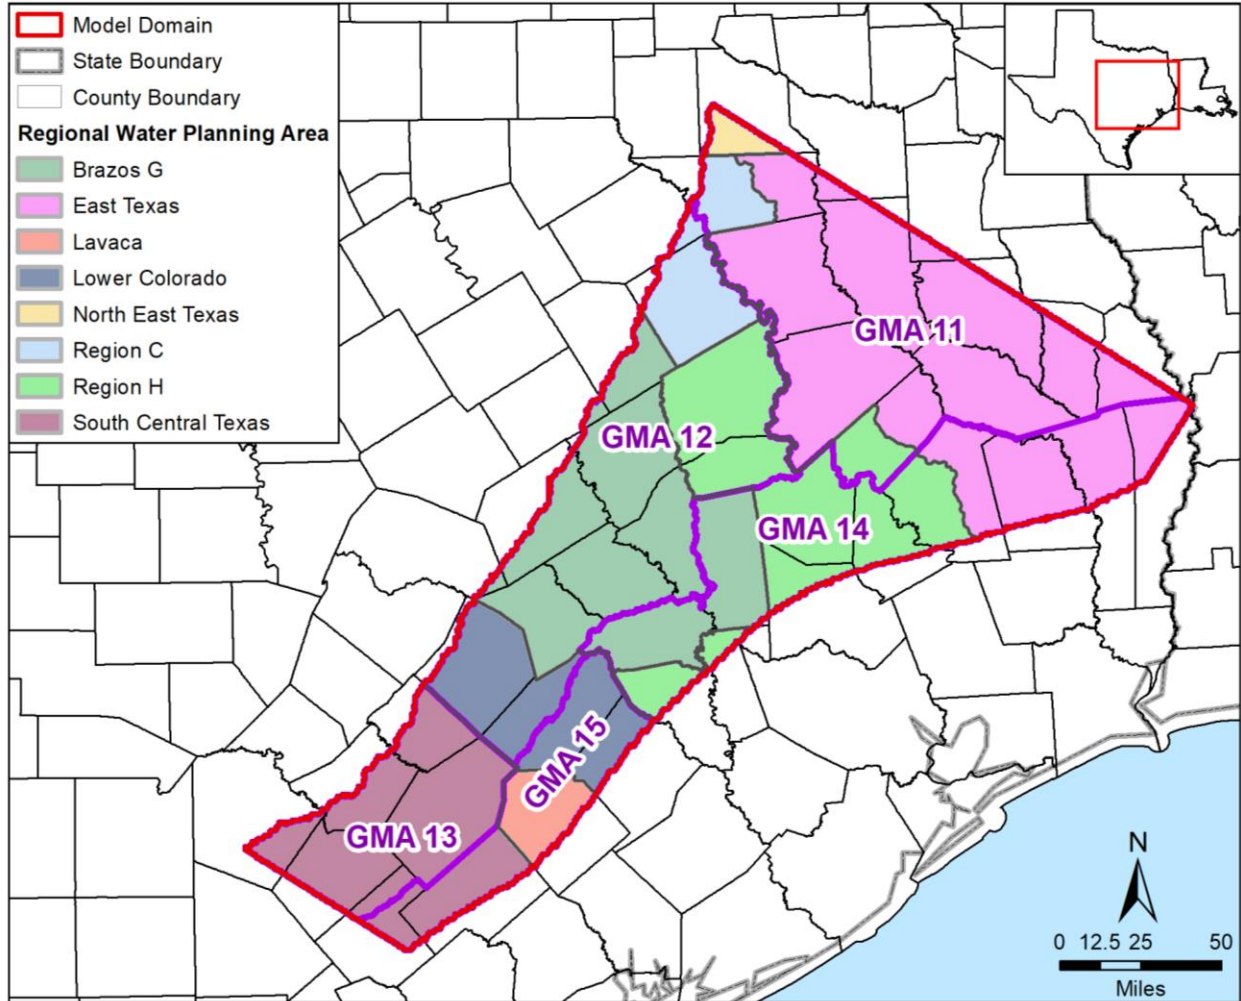 Model Domain
State Boundary
County Boundary
Regional Water Planning Area
Brazos G
East Texas
Lavaca
Lower Colorado
North East Texas
Region C
Region H
South Central Texas
GMA 11
GMA 12
GMA 14
GMA 15
GMA 13
N
0 12.5 25 50
Miles